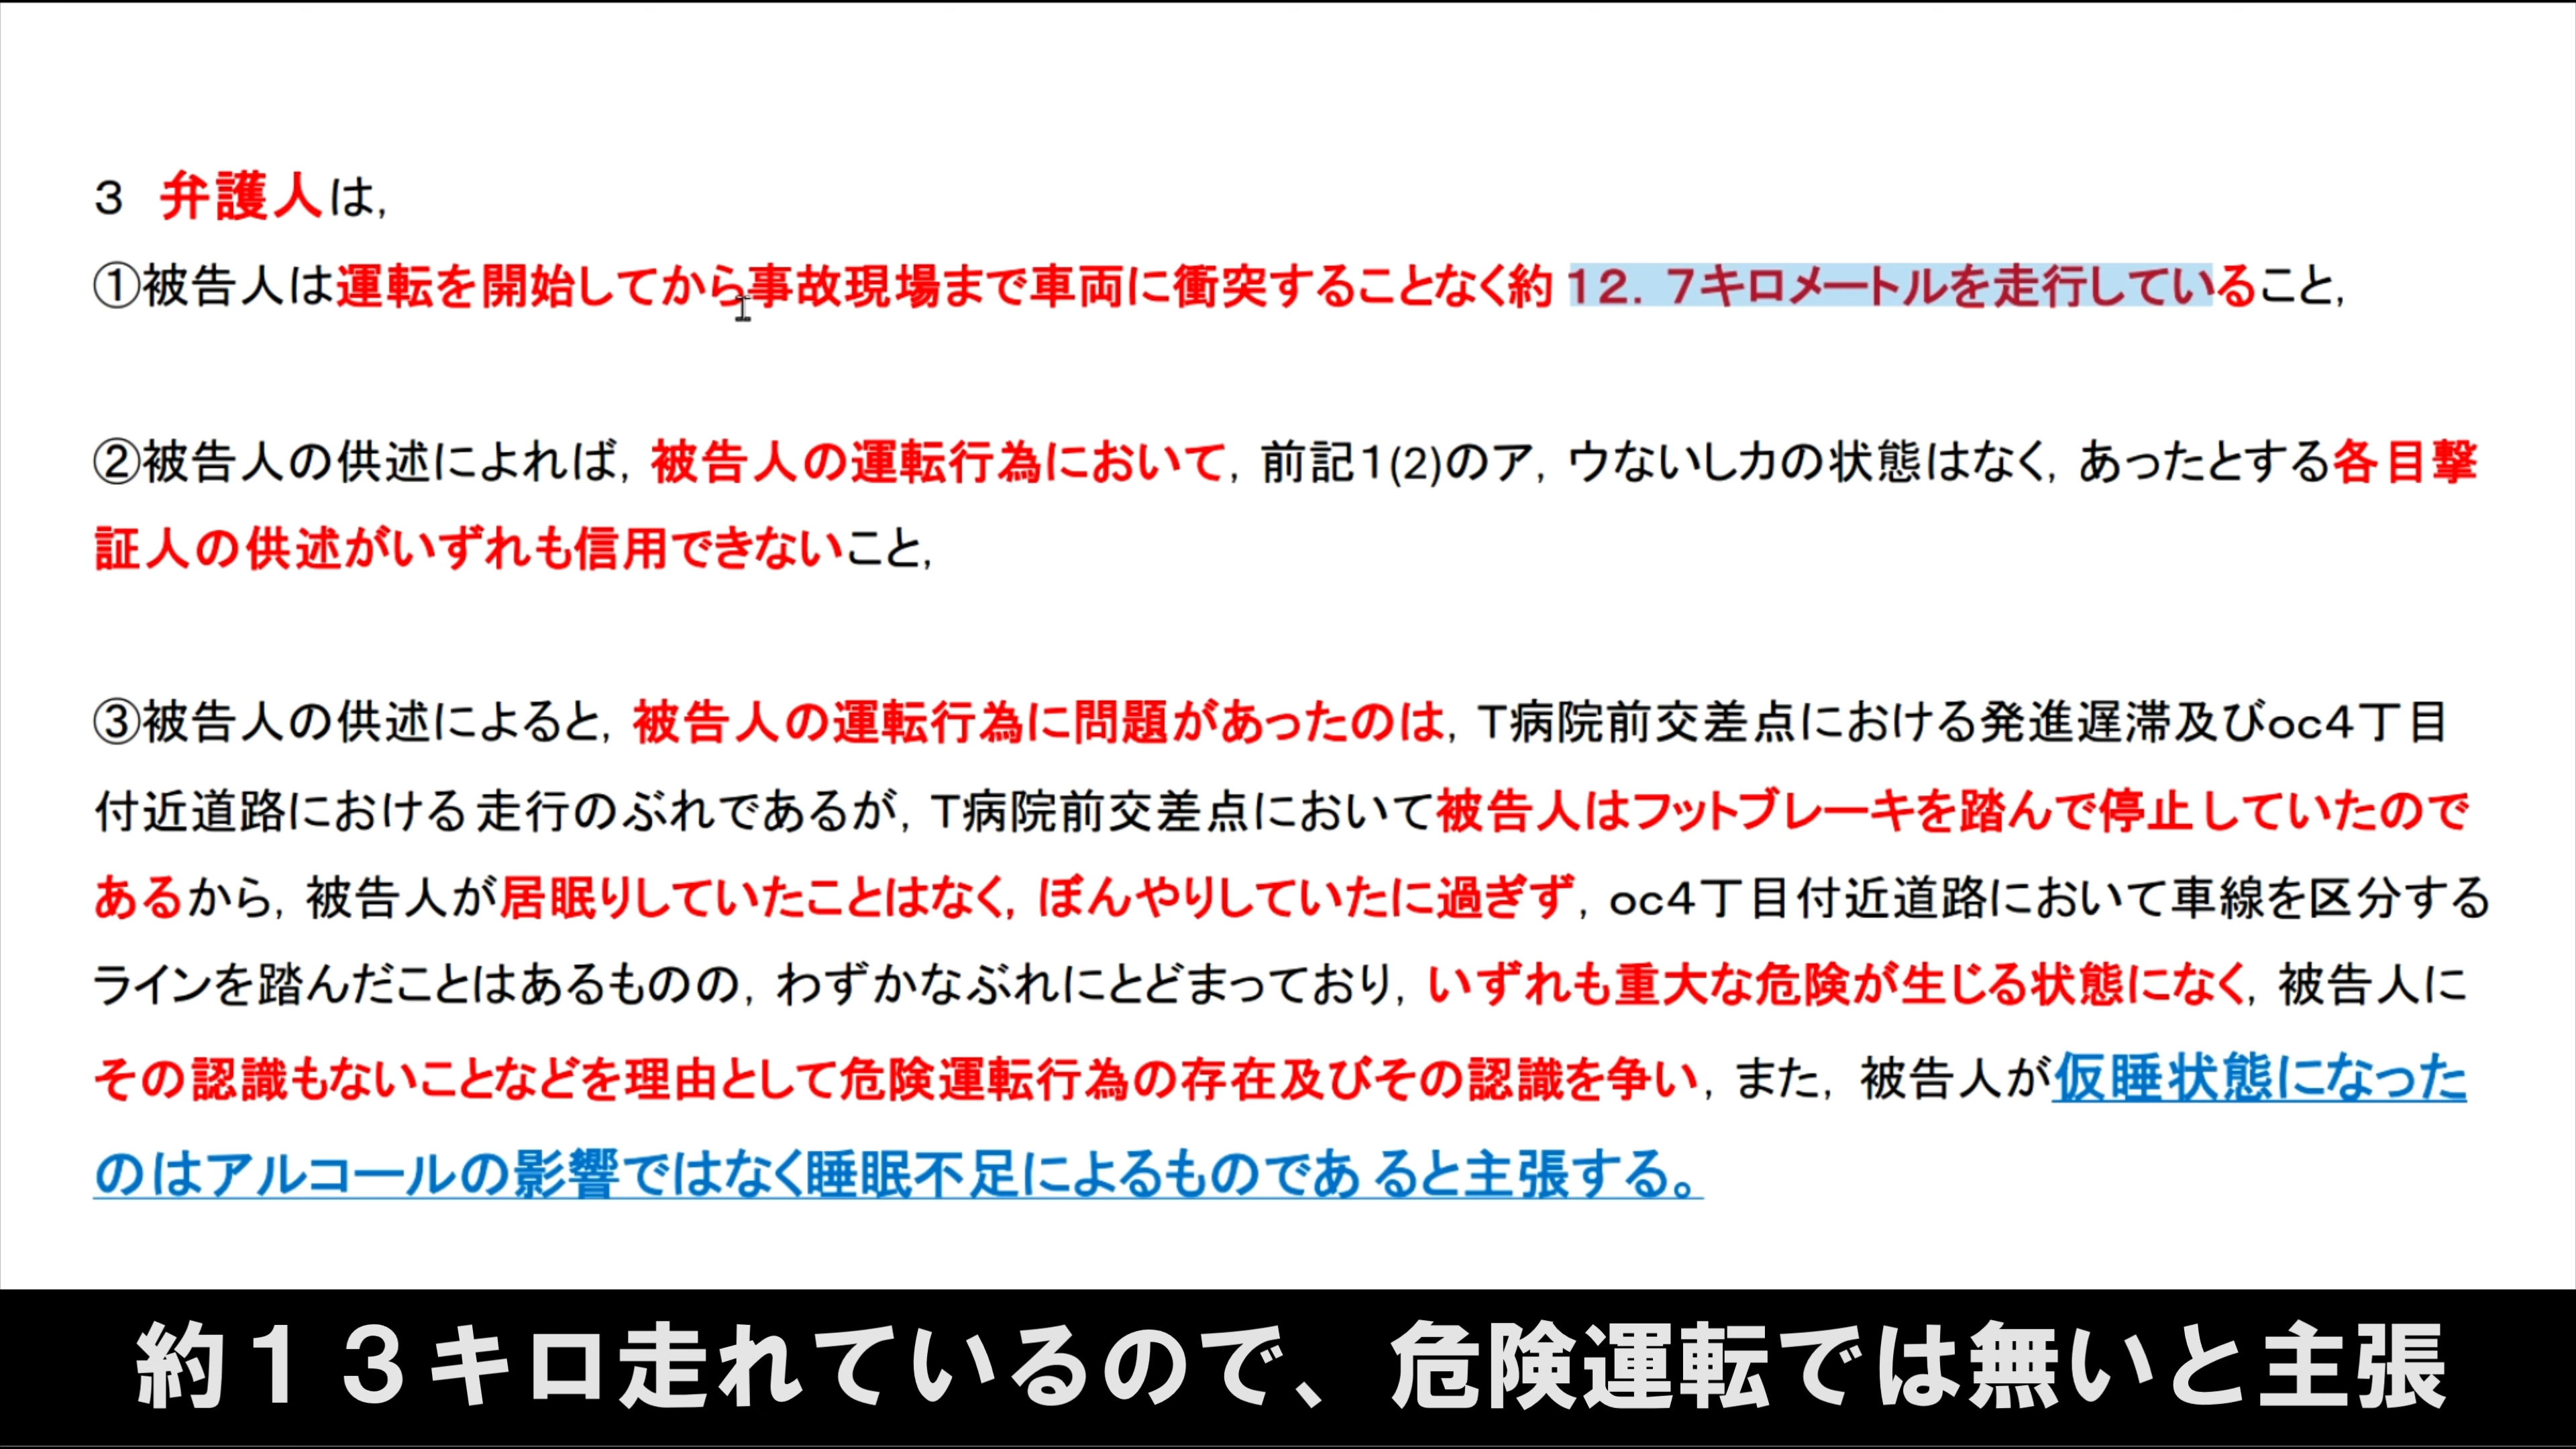 ３　弁護人は,
①被告人は運転を開始してから事故現場まで車両に衝突することなく約１２．７キロメートルを走行していること,
②被告人の供述によれば, 被告人の運転行為において, 前記１(2)のア, ウないしカの状態はなく, あったとする各目撃
証人の供述がいずれも信用できないこと,
③被告人の供述によると, 被告人の運転行為に問題があったのは, Ｔ病院前交差点における発進遅滞及びoc４丁目
付近道路における走行のぶれであるが, Ｔ病院前交差点において被告人はフットブレーキを踏んで停止していたので
あるから, 被告人が居眠りしていたことはなく, ぼんやりしていたに過ぎず, oc４丁目付近道路において車線を区分する
ラインを踏んだことはあるものの, わずかなぶれにとどまっており, いずれも重大な危険が生じる状態になく, 被告人に
その認識もないことなどを理由として危険運転行為の存在及びその認識を争い, また, 被告人が仮睡状態になった
のはアルコールの影響ではなく睡眠不足によるものであると主張する。
約１３キロ走れているので、危険運転では無いと主張